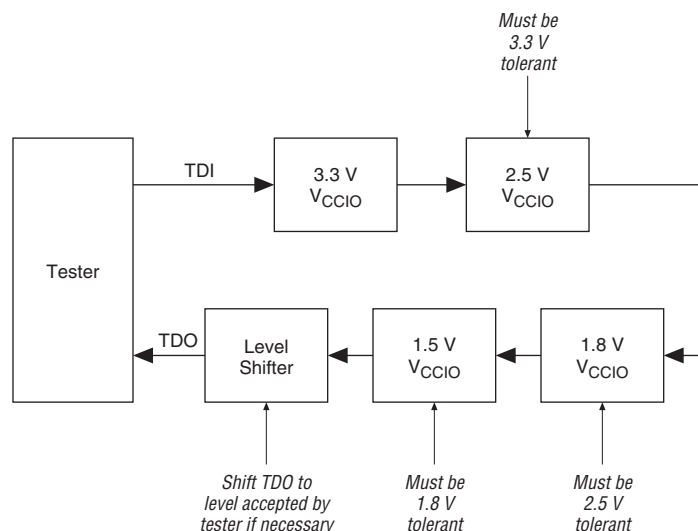 Must be
3.3 V
tolerant
TDI
3.3 V
VCCIO
2.5 V
VCCIO
Tester
TDO
Level
Shifter
1.5 V
VCCIO
1.8 V
VCCIO
Shift TDO to
level accepted by
tester if necessary
Must be
1.8 V
tolerant
Must be
2.5 V
tolerant